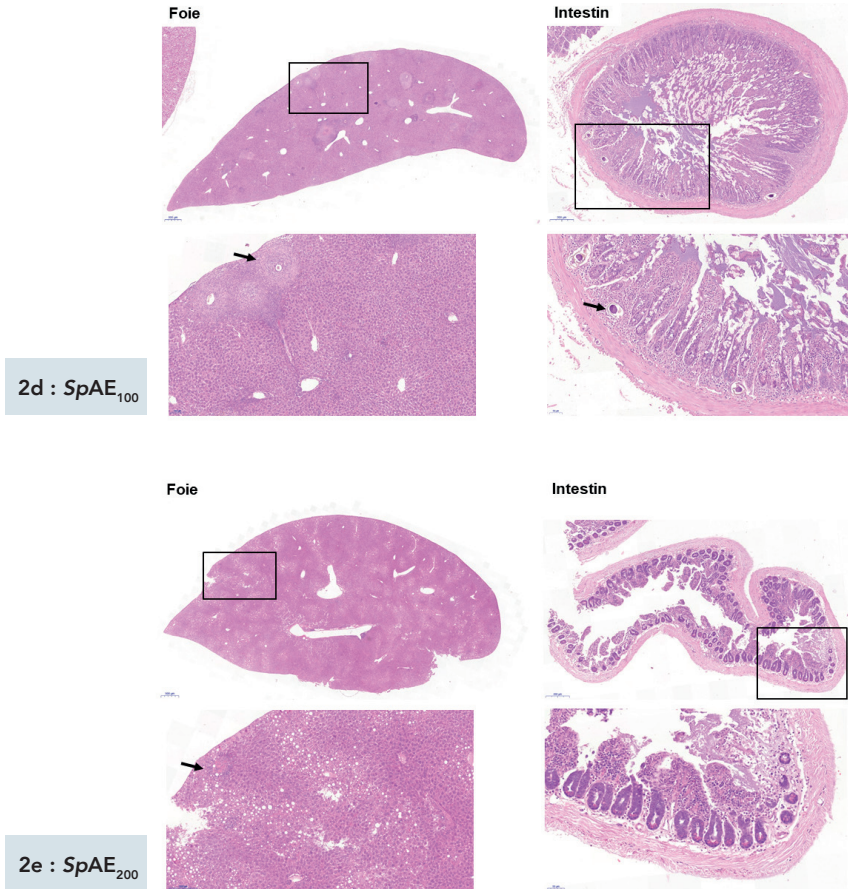 Foie
Intestin
2d : SpAE100
Foie
Intestin
2e : SpAE200